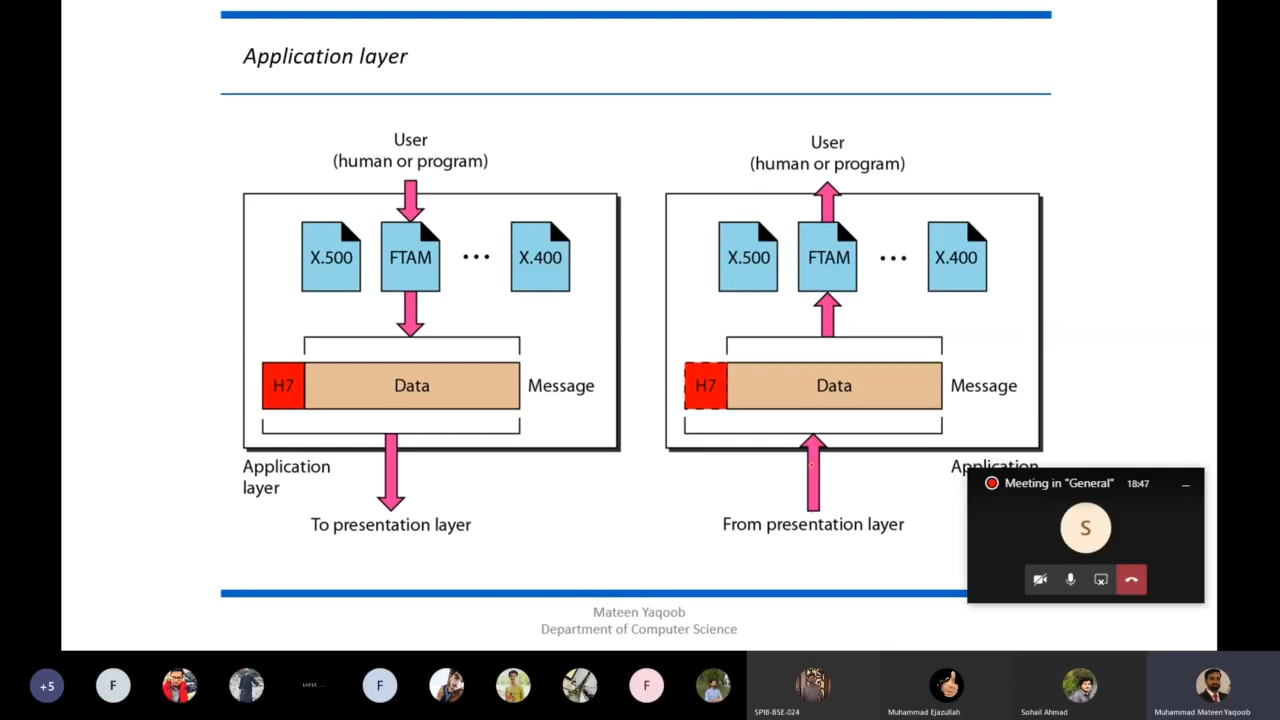 Application layer
User
(human or program)
User
(human or program)
X.500
FTAM
...
X.400
X.500
FTAM
...
X.400
H7
Data
Message
H7
Data
Message
Application
layer
Application
To presentation layer
From presentation layer
Meeting in "General"
18:47
S
Mateen Yaqoob
Department of Computer Science
+5
F
F
F
SP18-BSE-024
Muhammad Ejazullah
Sohail Ahmad
Muhammad Mateen Yaqoob